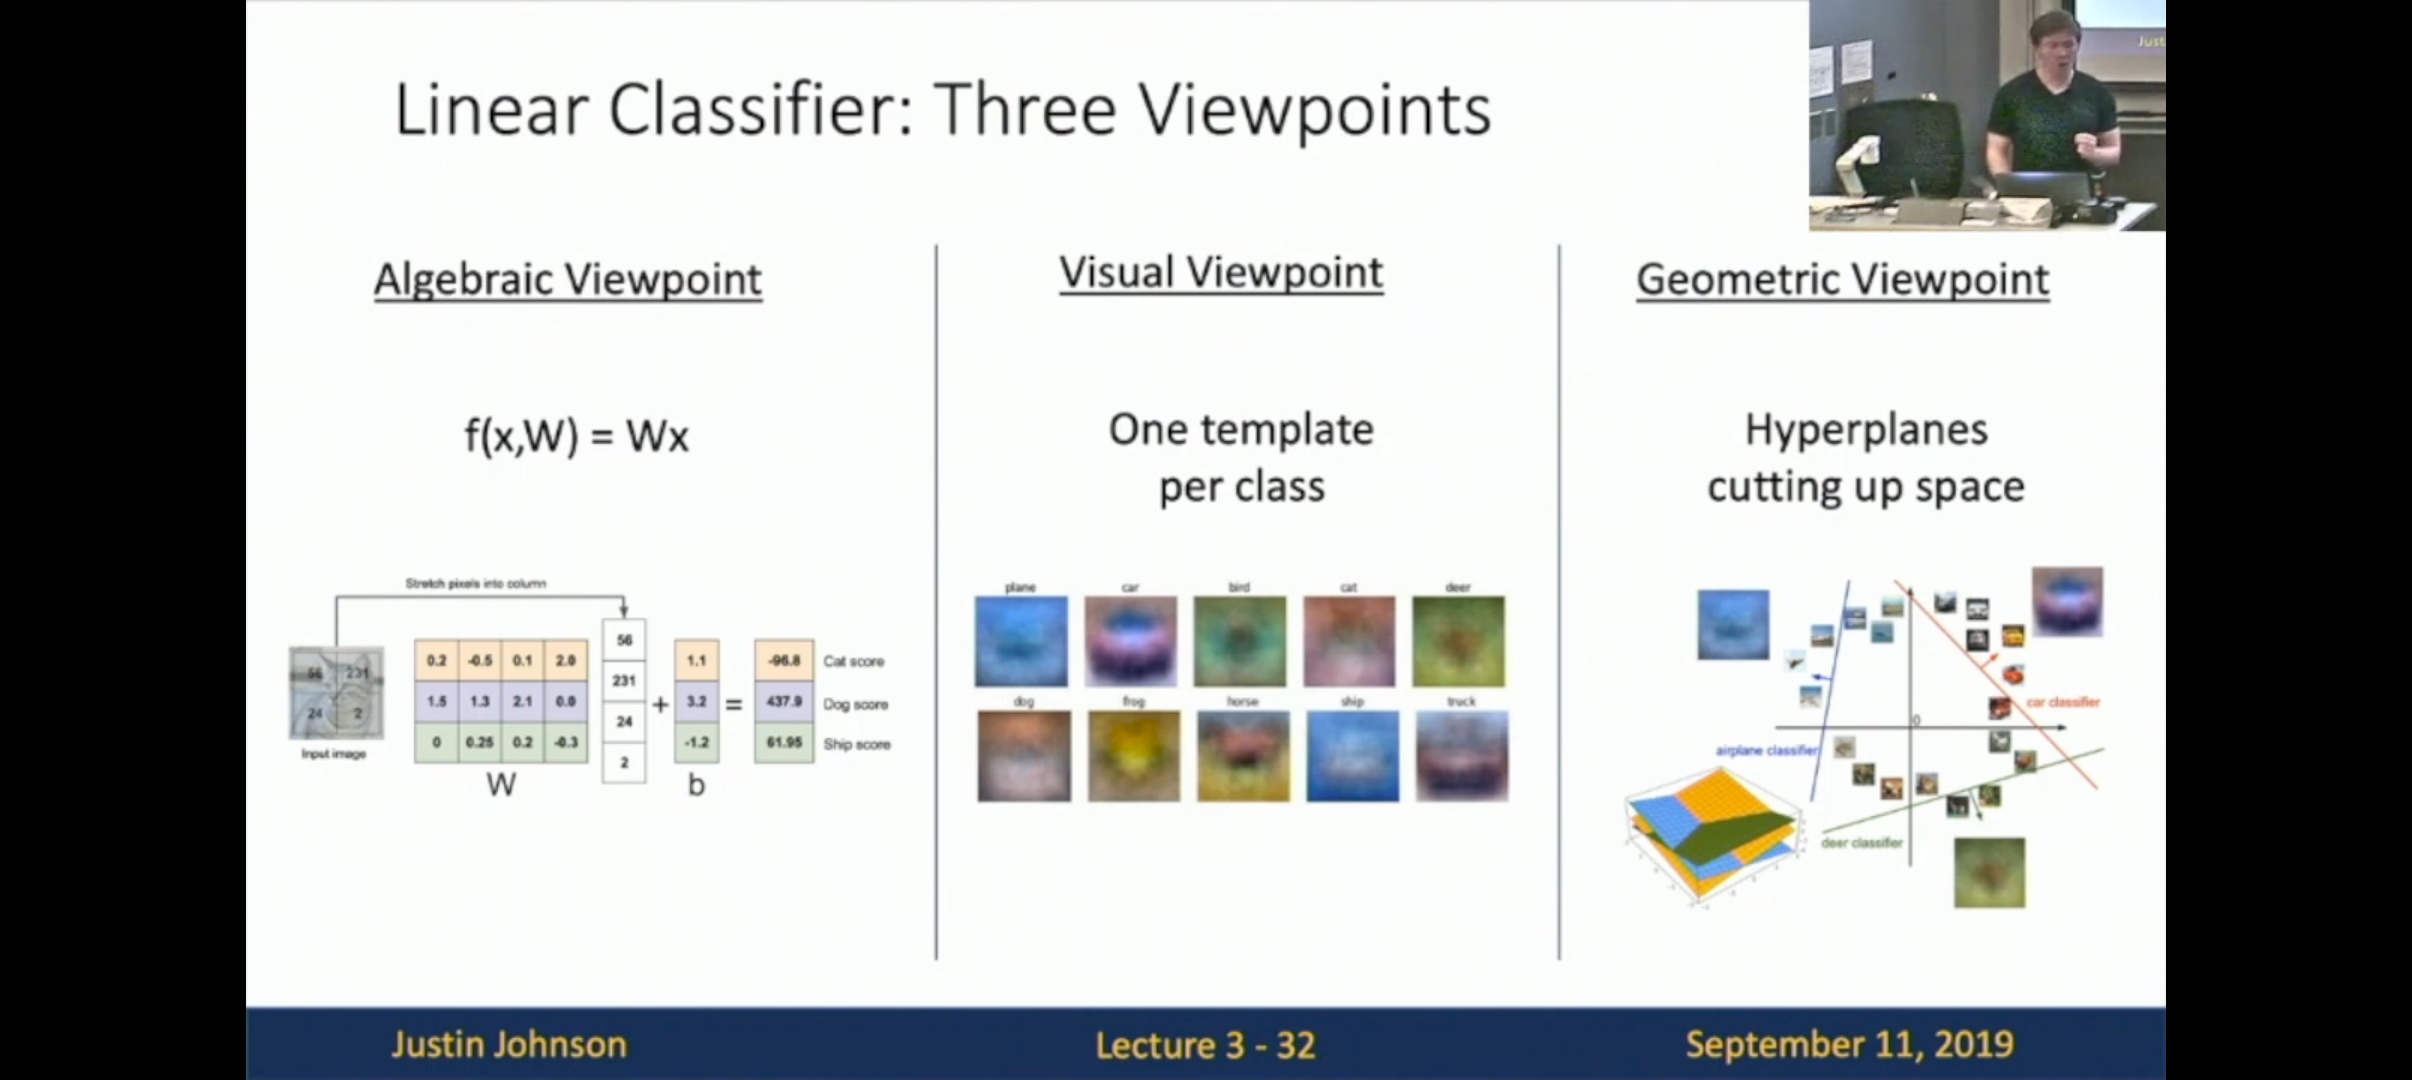 Just
Linear Classifier: Three Viewpoints
Algebraic Viewpoint
f(x,W) = Wx
Stretch pixels into column
56 231
24 2
Input image
0.2 -0.5 0.1 2.0
1.5 1.3 2.1 0.0
0 0.25 0.2 -0.3
W
56
231
24
2
+
1.1
3.2
-1.2
b
=
-96.8 Cat score
437.9 Dog score
61.95 Ship score
Visual Viewpoint
One template
per class
plane car bird cat deer
dog frog horse ship truck
Geometric Viewpoint
Hyperplanes
cutting up space
0
car classifier
airplane classifier
deer classifier
Justin Johnson
Lecture 3 - 32
September 11, 2019